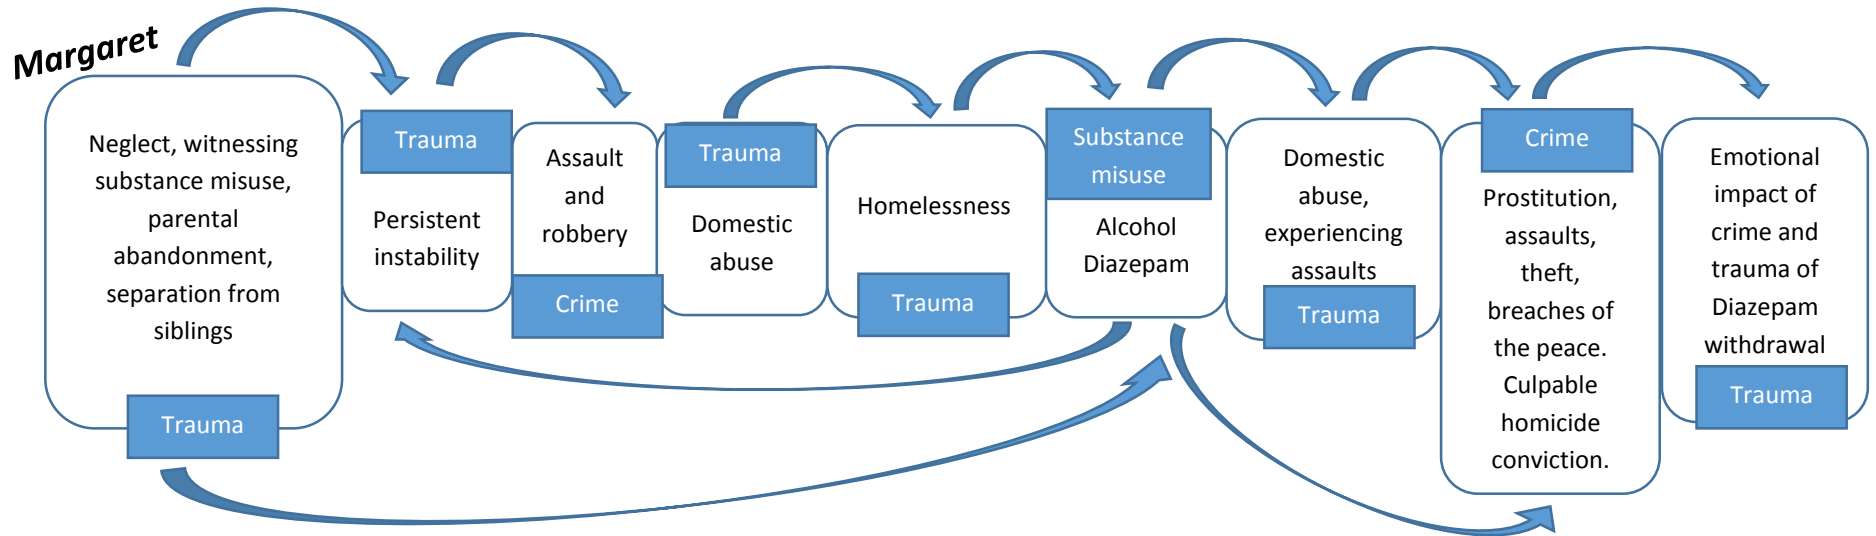 Margaret
Neglect, witnessing
substance misuse,
parental
abandonment,
separation from
siblings
Trauma
Trauma
Persistent
instability
Assault
and
robbery
Crime
Trauma
Domestic
abuse
Homelessness
Trauma
Substance
misuse
Alcohol
Diazepam
Domestic
abuse,
experiencing
assaults
Trauma
Crime
Prostitution,
assaults,
theft,
breaches of
the peace.
Culpable
homicide
conviction.
Emotional
impact of
crime and
trauma of
Diazepam
withdrawal
Trauma